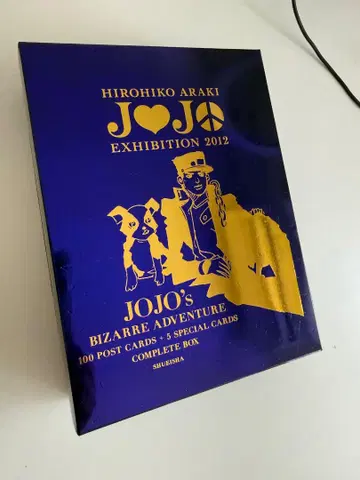 HIROHIKO ARAKI
JOJO
EXHIBITION 2012
JOJO's
BIZARRE ADVENTURE
100 POST CARDS + 5 SPECIAL CARDS
COMPLETE BOX
SHUEISHA